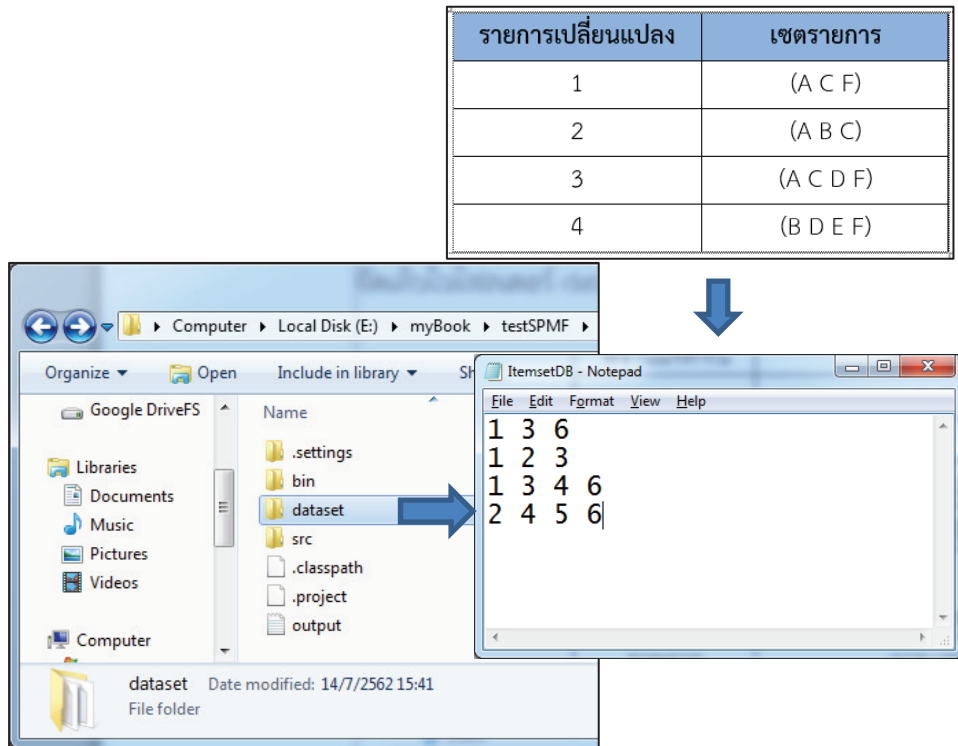 รายการเปลี่ยนแปลง เซตรายการ
1 (A C F)
2 (A B C)
3 (A C D F)
4 (B D E F)
Computer Local Disk (E:) myBook testSPMF
Organize Open Include in library
Google DriveFS
Libraries
Documents
Music
Pictures
Videos
Computer
Name
.settings
bin
dataset
src
.classpath
.project
output
dataset Date modified: 14/7/2562 15:41
File folder
ItemsetDB - Notepad
File Edit Format View Help
1 3 6
1 2 3
1 3 4 6
2 4 5 6